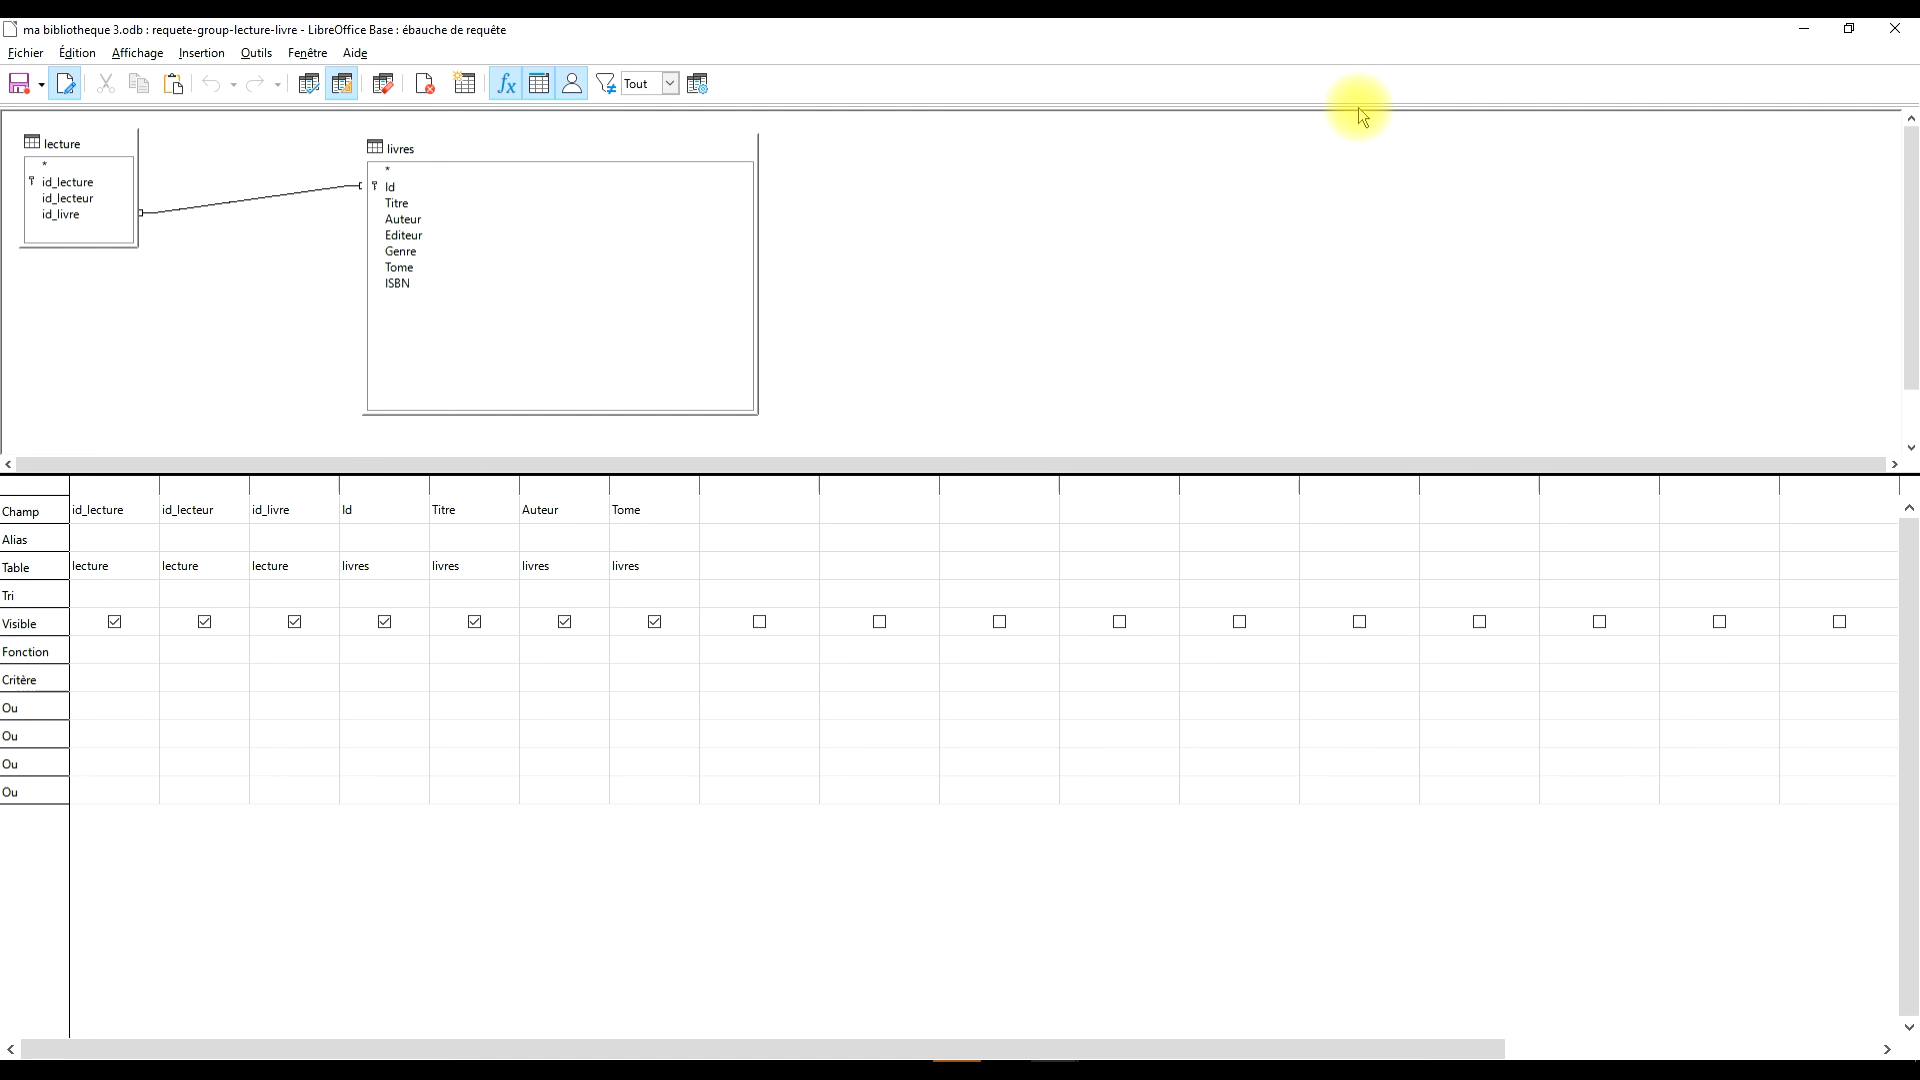 ma bibliotheque 3.odb : requete-group-lecture-livre - LibreOffice Base : ébauche de requête
Fichier Édition Affichage Insertion Outils Fenêtre Aide
fx Tout
lecture
*
id_lecture
id_lecteur
id_livre
livres
*
Id
Titre
Auteur
Editeur
Genre
Tome
ISBN
Champ id_lecture id_lecteur id_livre Id Titre Auteur Tome
Alias
Table lecture lecture lecture livres livres livres livres
Tri
Visible
Fonction
Critère
Ou
Ou
Ou
Ou